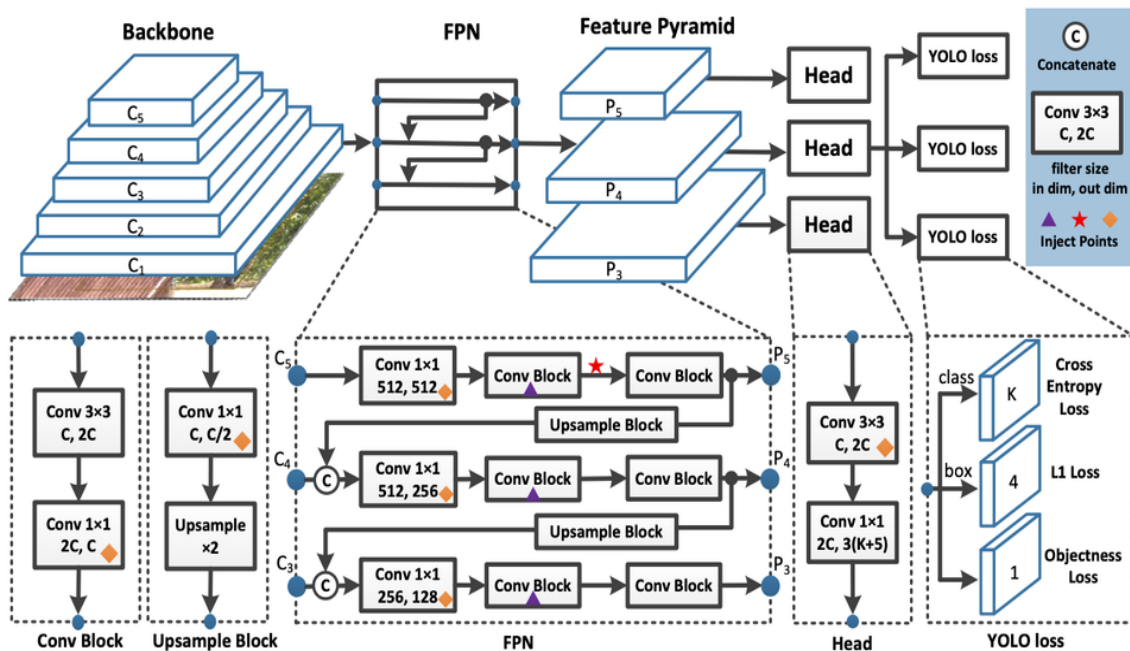 Backbone
C5
C4
C3
C2
C1
FPN
Feature Pyramid
P5
P4
P3
Head
Head
Head
YOLO loss
YOLO loss
YOLO loss
C
Concatenate
Conv 3×3
C, 2C
filter size
in dim, out dim
Inject Points
Conv 3×3
C, 2C
Conv 1×1
2C, C
Conv Block
Conv 1×1
C, C/2
Upsample
×2
Upsample Block
C5
Conv 1×1
512, 512
Conv Block
Conv Block
P5
Upsample Block
C4
C
Conv 1×1
512, 256
Conv Block
Conv Block
P4
Upsample Block
C3
C
Conv 1×1
256, 128
Conv Block
Conv Block
P3
FPN
Conv 3×3
C, 2C
Conv 1×1
2C, 3(K+5)
Head
class
K
Cross
Entropy
Loss
box
4
L1 Loss
1
Objectness
Loss
YOLO loss